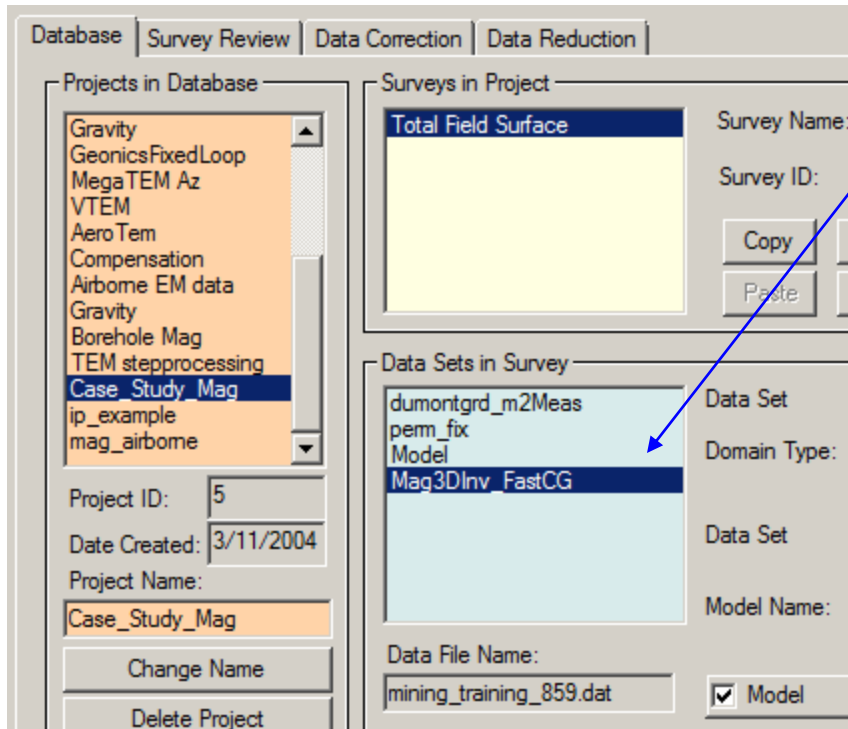 Database Survey Review Data Correction Data Reduction
Projects in Database
Gravity
GeonicsFixedLoop
MegaTEM Az
VTEM
AeroTem
Compensation
Airborne EM data
Gravity
Borehole Mag
TEM stepprocessing
Case_Study_Mag
ip_example
mag_airborne
Project ID: 5
Date Created: 3/11/2004
Project Name:
Case_Study_Mag
Change Name
Delete Project
Surveys in Project
Total Field Surface
Survey Name:
Survey ID:
Copy
Paste
Data Sets in Survey
dumontgrd_m2Meas
perm_fix
Model
Mag3DInv_FastCG
Data Set
Domain Type:
Data Set
Model Name:
Data File Name:
mining_training_859.dat
Model